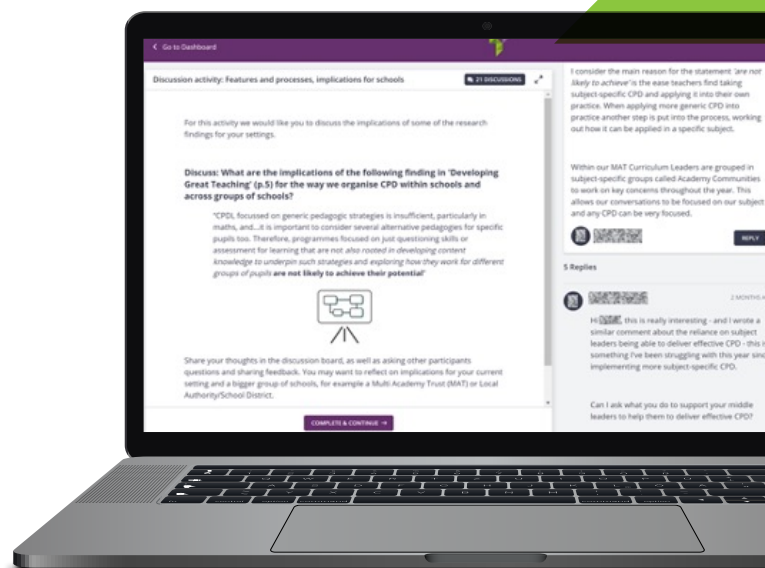 Go to Dashboard
Discussion activity: Features and processes, implications for schools
21 DISCUSSIONS
For this activity we would like you to discuss the implications of some of the research
findings for your settings.
Discuss: What are the implications of the following finding in 'Developing
Great Teaching' (p.5) for the way we organise CPD within schools and
across groups of schools?
"CPDL focussed on generic pedagogic strategies is insufficient, particularly in
maths, and...it is important to consider several alternative pedagogies for specific
pupils too. Therefore, programmes focused on just questioning skills or
assessment for learning that are not also rooted in developing content
knowledge to underpin such strategies and exploring how they work for different
groups of pupils are not likely to achieve their potential'
Share your thoughts in the discussion board, as well as asking other participants
questions and sharing feedback. You may want to reflect on implications for your current
setting and a bigger group of schools, for example a Multi Academy Trust (MAT) or Local
Authority/School District.
COMPLETE & CONTINUE →
I consider the main reason for the statement 'are not
likely to achieve' is the ease teachers find taking
subject-specific CPD and applying it into their own
practice. When applying more generic CPD into
practice another step is put into the process, working
out how it can be applied in a specific subject.
Within our MAT Curriculum Leaders are grouped in
subject-specific groups called Academy Communities
to work on key concerns throughout the year. This
allows our conversations to be focused on our subject
and any CPD can be very focused.
REPLY
5 Replies
2 MONTHS
Hi , this is really interesting - and I wrote a
similar comment about the reliance on subject
leaders being able to deliver effective CPD - this is
something I've been struggling with this year
implementing more subject-specific CPD.
Can I ask what you do to support your middle
leaders to help them to deliver effective CPD?